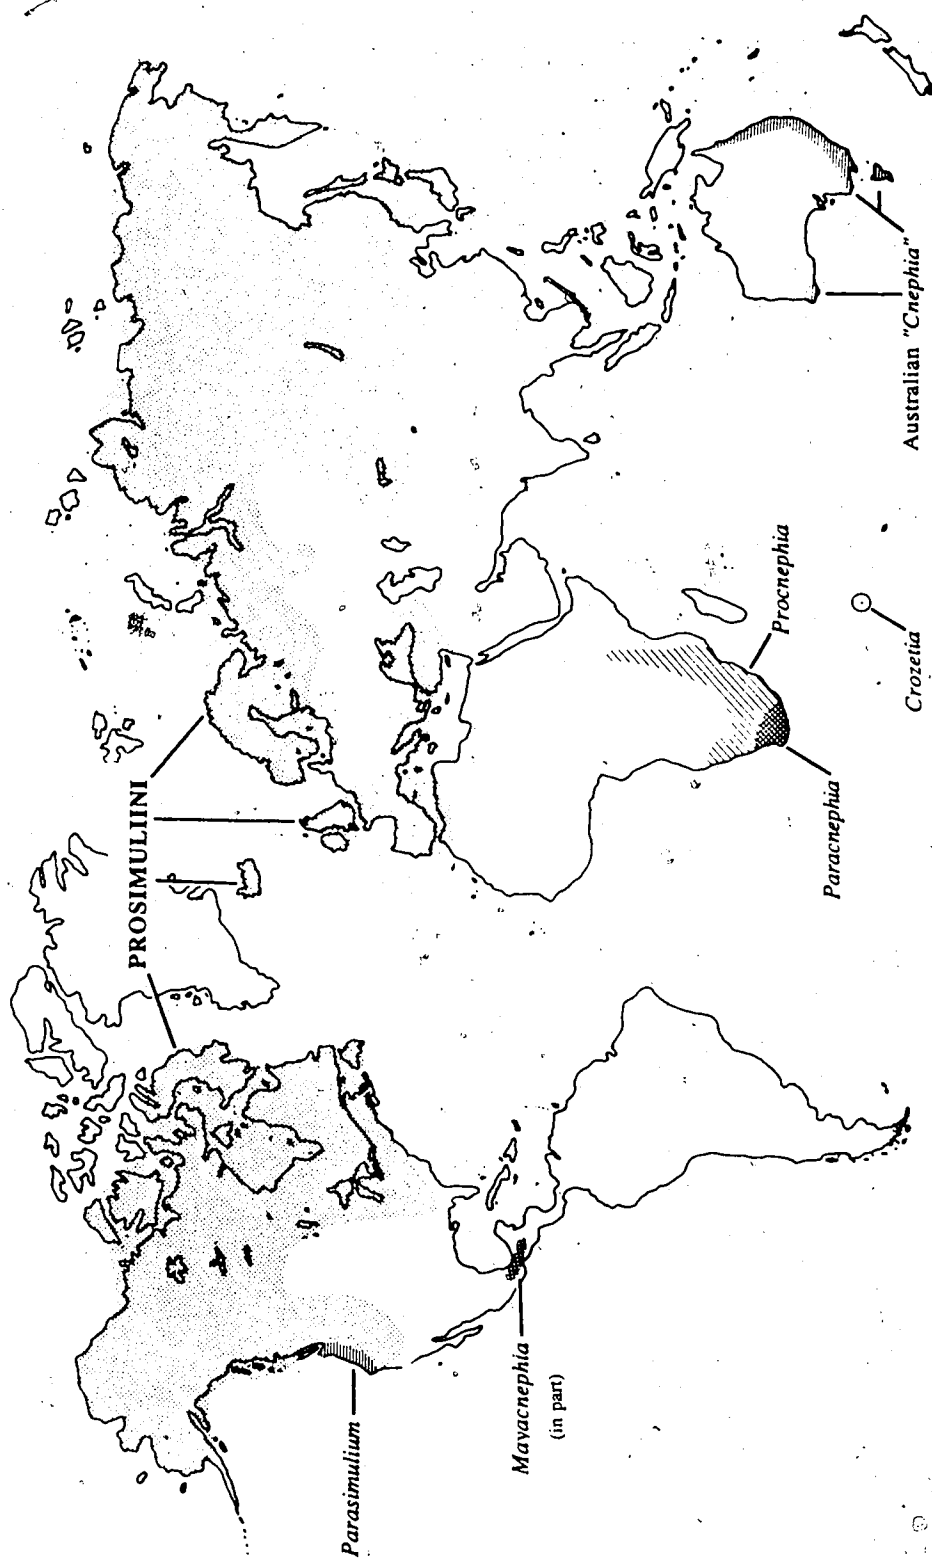 PROSIMULIINI
Parasimulium
Mayacnephia
(in part)
Paracnephia
Procnephia
Crozetia
Australian "Cnephia"